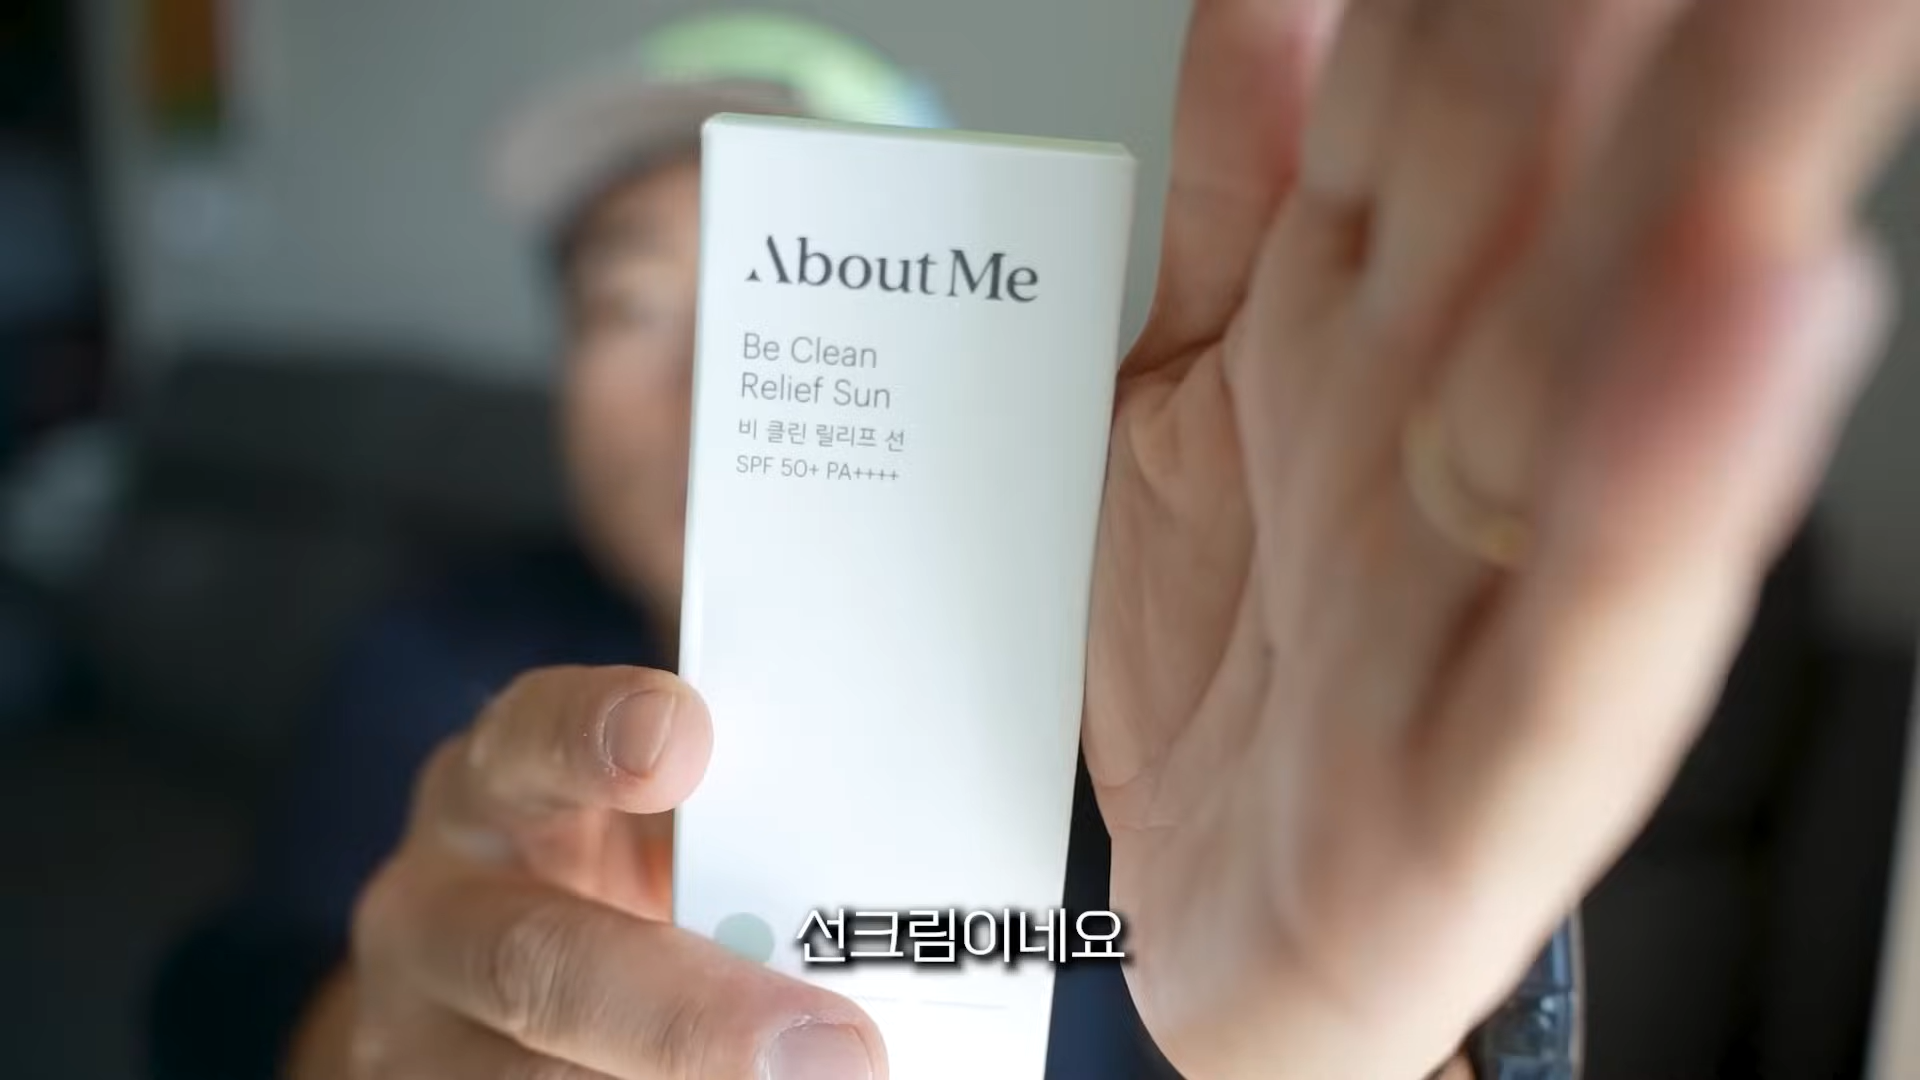 About Me
Be Clean
Relief Sun
비 클린 릴리프 선
SPF 50+ PA++++
선크림이네요